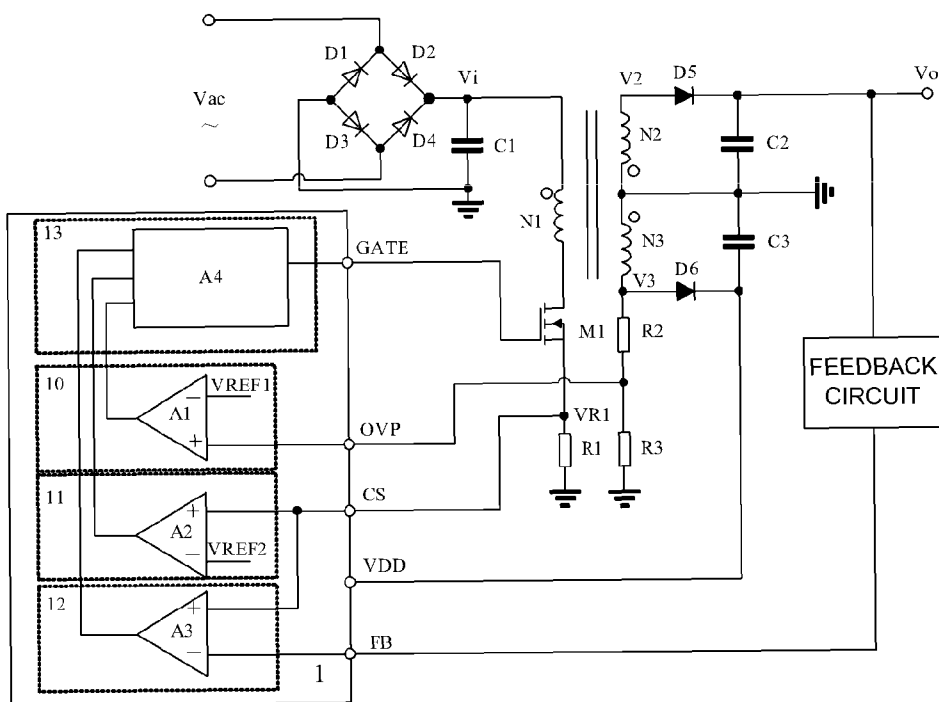 D1
D2
Vi
V2
D5
Vo
Vac
~
D3
D4
C1
N2
C2
N1
N3
C3
13
GATE
A4
V3
D6
M1
R2
FEEDBACK
CIRCUIT
10
VREF1
A1
−
+
OVP
VR1
R1
R3
11
CS
+
A2
−
VREF2
VDD
12
+
A3
−
FB
1